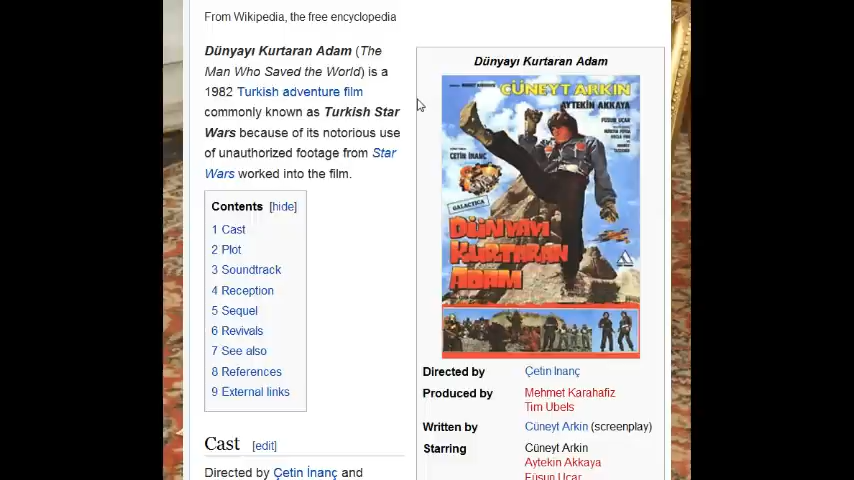 From Wikipedia, the free encyclopedia
Dünyayı Kurtaran Adam (The
Man Who Saved the World) is a
1982 Turkish adventure film
commonly known as Turkish Star
Wars because of its notorious use
of unauthorized footage from Star
Wars worked into the film.
Contents [hide]
1 Cast
2 Plot
3 Soundtrack
4 Reception
5 Sequel
6 Revivals
7 See also
8 References
9 External links
Cast [edit]
Directed by Çetin İnanç and
Dünyayı Kurtaran Adam
CÜNEYT ARKIN
AYTEKİN AKKAYA
FÜSUN UÇAR
ÇETİN İNANÇ
GALACTICA
DÜNYAYI
KURTARAN
ADAM
Directed by Çetin İnanç
Produced by Mehmet Karahafiz
Tim Ubels
Written by Cüneyt Arkin (screenplay)
Starring Cüneyt Arkin
Aytekin Akkaya
Füsun Uçar